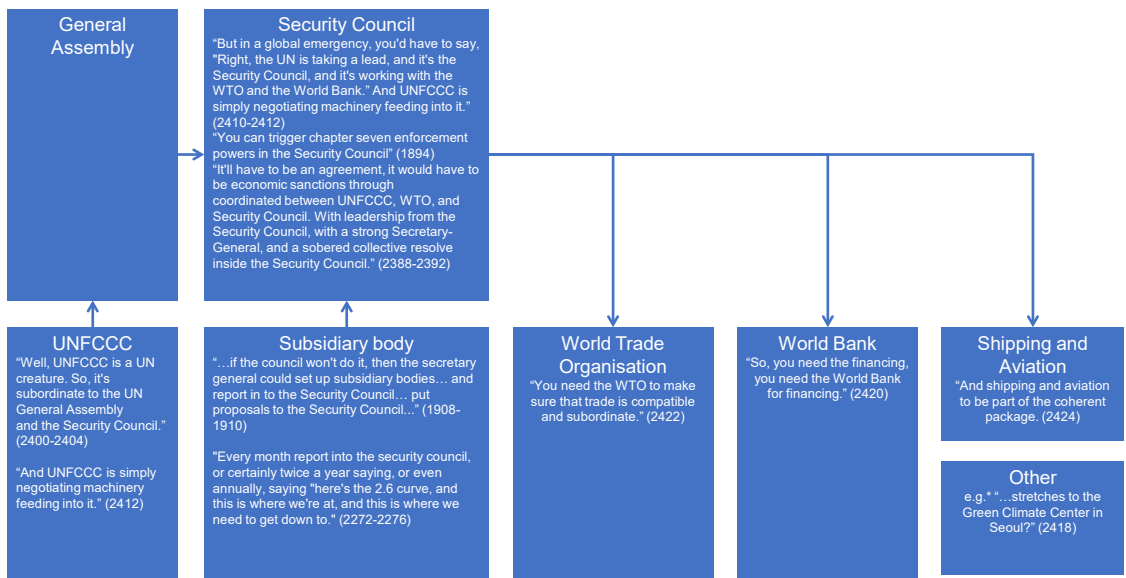 General
Assembly
Security Council
“But in a global emergency, you'd have to say,
"Right, the UN is taking a lead, and it's the
Security Council, and it's working with the
WTO and the World Bank.” And UNFCCC is
simply negotiating machinery feeding into it.”
(2410-2412)
“You can trigger chapter seven enforcement
powers in the Security Council” (1894)
“It'll have to be an agreement, it would have to
be economic sanctions through
coordinated between UNFCCC, WTO, and
Security Council. With leadership from the
Security Council, with a strong Secretary-
General, and a sobered collective resolve
inside the Security Council.” (2388-2392)
UNFCCC
“Well, UNFCCC is a UN
creature. So, it's
subordinate to the UN
General Assembly
and the Security Council.”
(2400-2404)
“And UNFCCC is simply
negotiating machinery
feeding into it.” (2412)
Subsidiary body
“…if the council won't do it, then the secretary
general could set up subsidiary bodies… and
report in to the Security Council… put
proposals to the Security Council...” (1908-
1910)
"Every month report into the security council,
or certainly twice a year saying, or even
annually, saying "here's the 2.6 curve, and
this is where we're at, and this is where we
need to get down to." (2272-2276)
World Trade
Organisation
“You need the WTO to make
sure that trade is compatible
and subordinate.” (2422)
World Bank
“So, you need the financing,
you need the World Bank
for financing.” (2420)
Shipping and
Aviation
“And shipping and aviation
to be part of the coherent
package. (2424)
Other
e.g.* “…stretches to the
Green Climate Center in
Seoul?” (2418)